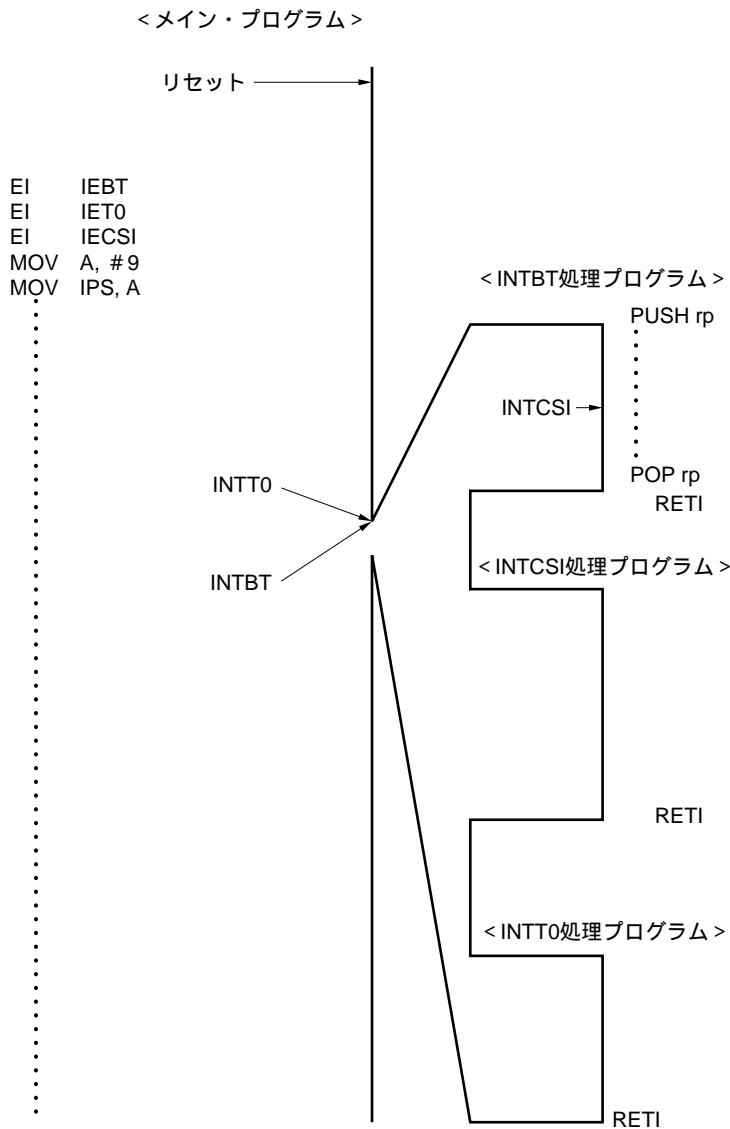 <メイン・プログラム>
リセット
EI IEBT
EI IET0
EI IECSI
MOV A, #9
MOV IPS, A
<INTBT処理プログラム>
PUSH rp
INTCSI
POP rp
RETI
INTT0
INTBT
<INTCSI処理プログラム>
RETI
<INTT0処理プログラム>
RETI